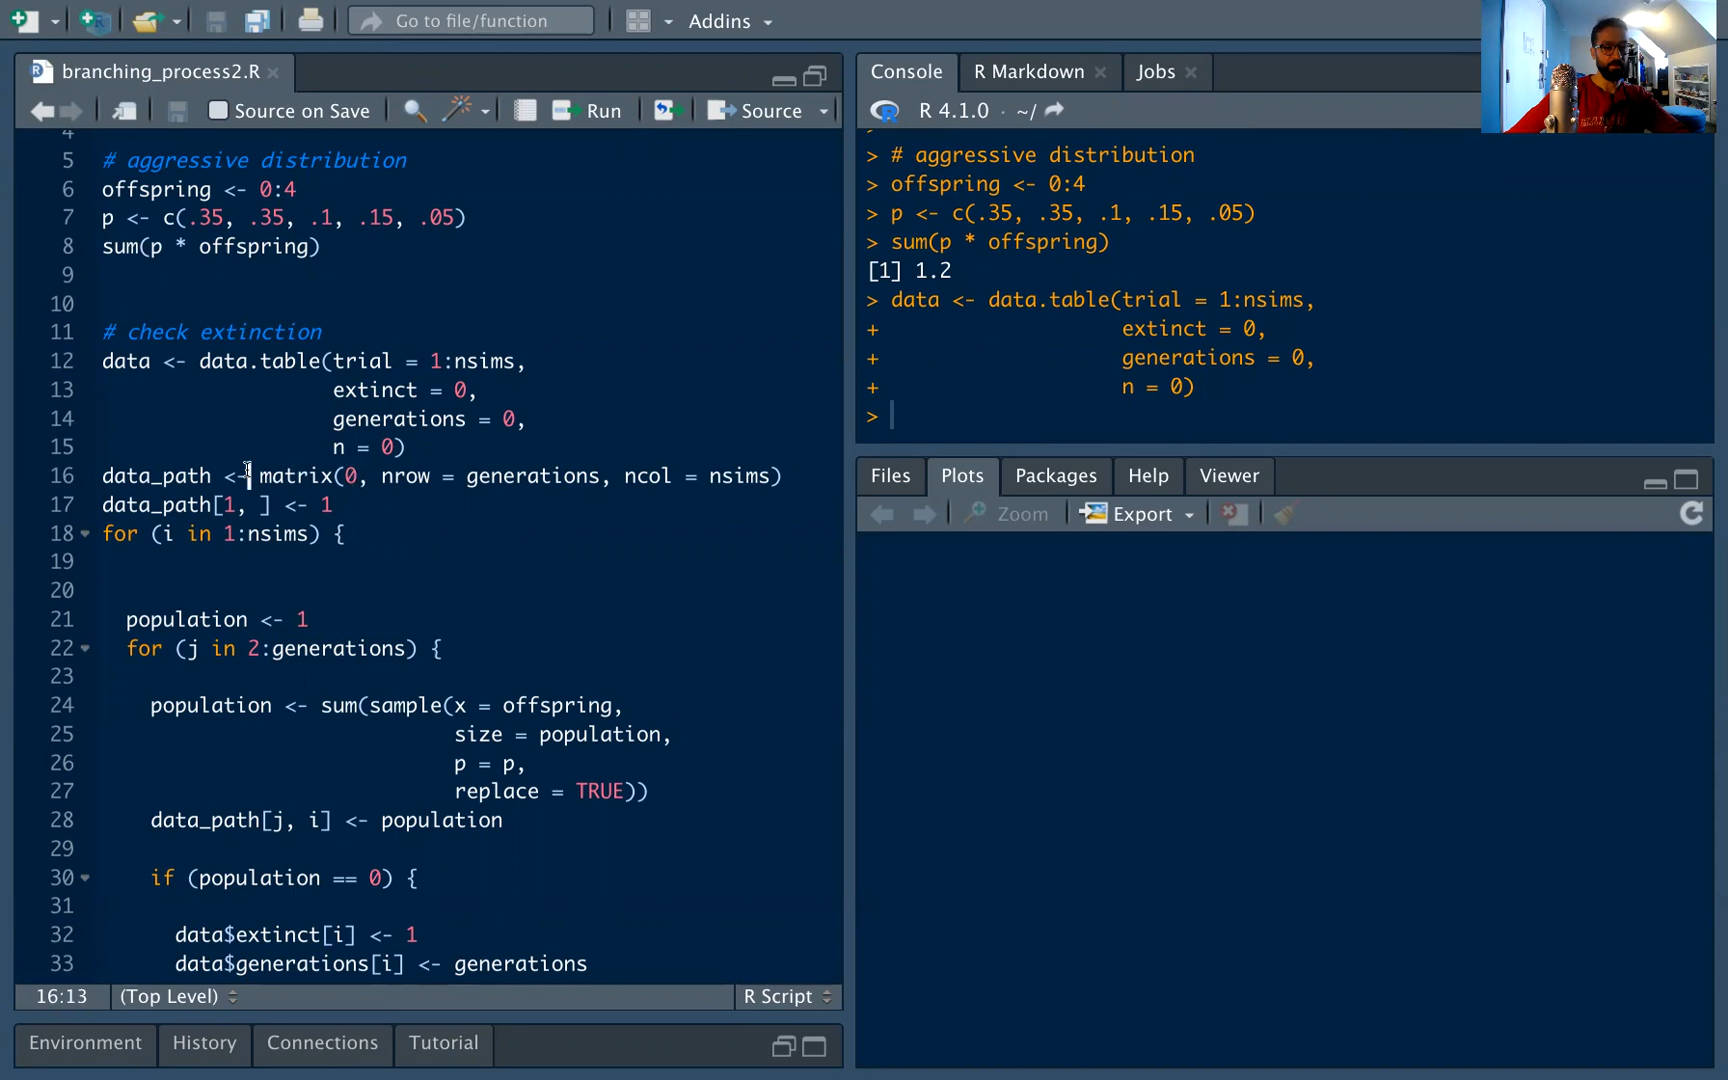 Go to file/function
Addins
branching_process2.R
Source on Save
Run
Source
4
5 # aggressive distribution
6 offspring <- 0:4
7 p <- c(.35, .35, .1, .15, .05)
8 sum(p * offspring)
9
10
11 # check extinction
12 data <- data.table(trial = 1:nsims,
13 extinct = 0,
14 generations = 0,
15 n = 0)
16 data_path <- matrix(0, nrow = generations, ncol = nsims)
17 data_path[1, ] <- 1
18 for (i in 1:nsims) {
19
20
21 population <- 1
22 for (j in 2:generations) {
23
24 population <- sum(sample(x = offspring,
25 size = population,
26 p = p,
27 replace = TRUE))
28 data_path[j, i] <- population
29
30 if (population == 0) {
31
32 data$extinct[i] <- 1
33 data$generations[i] <- generations
16:13 (Top Level) R Script
Environment History Connections Tutorial
Console R Markdown Jobs
R 4.1.0 · ~/
>
> # aggressive distribution
> offspring <- 0:4
> p <- c(.35, .35, .1, .15, .05)
> sum(p * offspring)
[1] 1.2
> data <- data.table(trial = 1:nsims,
+ extinct = 0,
+ generations = 0,
+ n = 0)
>
Files Plots Packages Help Viewer
Zoom Export